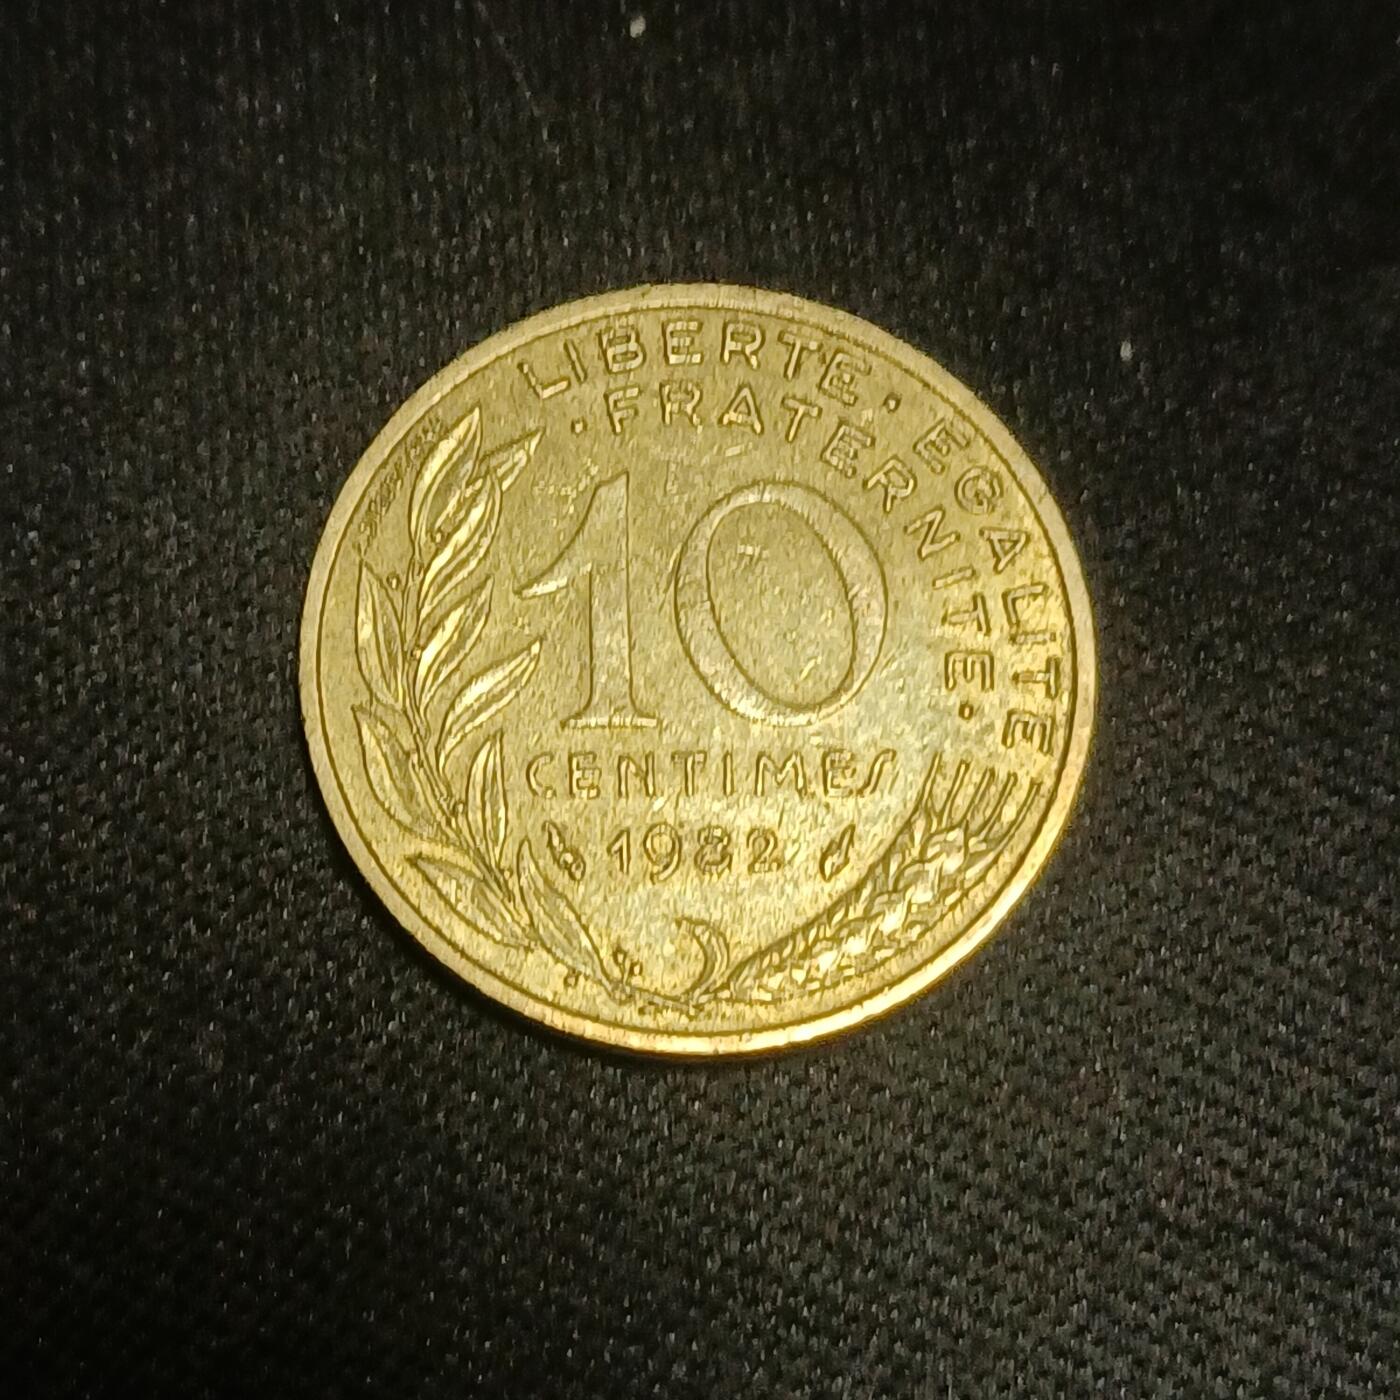 LIBERTE · EGALITE
· FRATERNITE ·
10
CENTIMES
1982